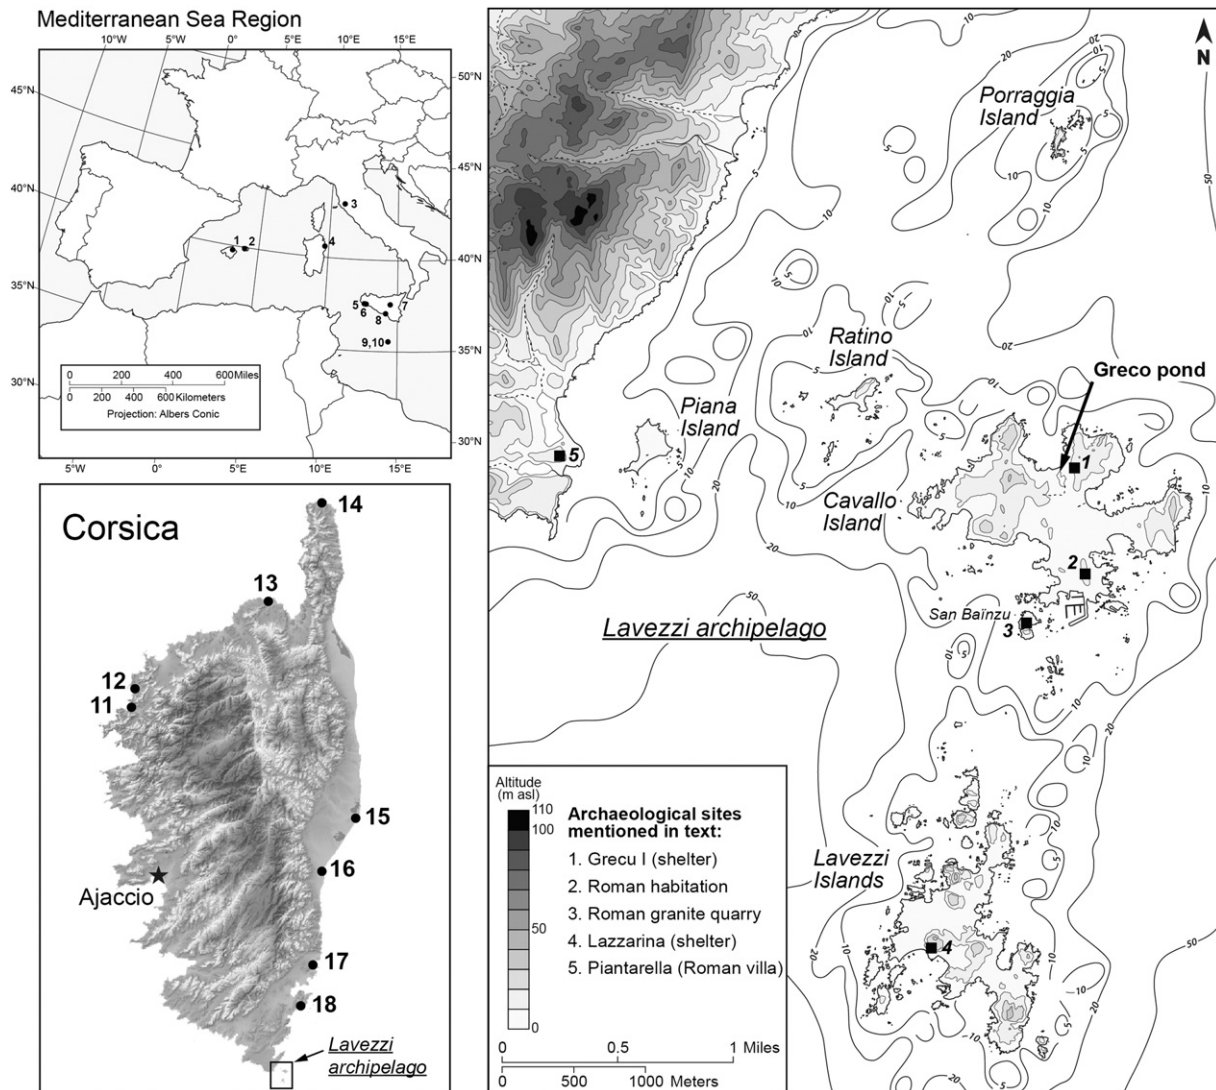 Mediterranean Sea Region
10°W
5°W
0°E
5°E
10°E
15°E
50°N
45°N
45°N
40°N
40°N
35°N
35°N
30°N
30°N
5°W
0°
5°E
10°E
15°E
1
2
3
4
5
6
7
8
9,10
0 200 400 600 Miles
0 200 400 600 Kilometers
Projection: Albers Conic
Corsica
14
13
12
11
15
16
Ajaccio
17
18
Lavezzi
archipelago
N
Porraggia
Island
Ratino
Island
Greco pond
Piana
Island
Cavallo
Island
1
2
3
4
5
San Baïnzu
Lavezzi archipelago
Lavezzi
Islands
Altitude
(m asl)
110
100
50
0
Archaeological sites
mentioned in text:
1. Grecu I (shelter)
2. Roman habitation
3. Roman granite quarry
4. Lazzarina (shelter)
5. Piantarella (Roman villa)
0 0.5 1 Miles
0 500 1000 Meters